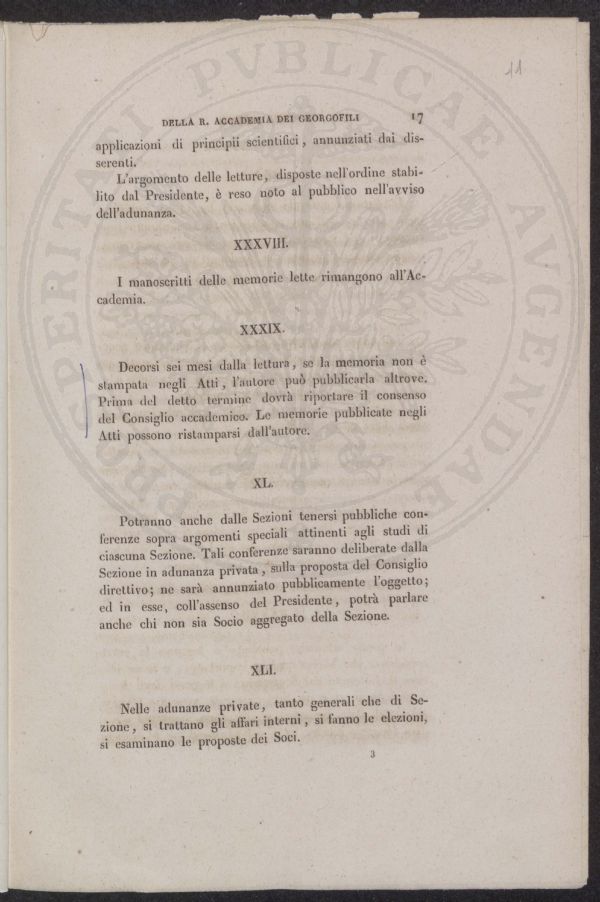 11
DELLA R. ACCADEMIA DEI GEORGOFILI 17
applicazioni di principii scientifici, annunziati dai dis-
serenti.
L'argomento delle letture, disposte nell'ordine stabi-
lito dal Presidente, è reso noto al pubblico nell'avviso
dell'adunanza.
XXXVIII.
I manoscritti delle memorie lette rimangono all'Ac-
cademia.
XXXIX.
Decorsi sei mesi dalla lettura, se la memoria non è
stampata negli Atti, l'autore può pubblicarla altrove.
Prima del detto termine dovrà riportare il consenso
del Consiglio accademico. Le memorie pubblicate negli
Atti possono ristamparsi dall'autore.
XL.
Potranno anche dalle Sezioni tenersi pubbliche con-
ferenze sopra argomenti speciali attinenti agli studi di
ciascuna Sezione. Tali conferenze saranno deliberate dalla
Sezione in adunanza privata, sulla proposta del Consiglio
direttivo; ne sarà annunziato pubblicamente l'oggetto;
ed in esse, coll'assenso del Presidente, potrà parlare
anche chi non sia Socio aggregato della Sezione.
XLI.
Nelle adunanze private, tanto generali che di Se-
zione, si trattano gli affari interni, si fanno le elezioni,
si esaminano le proposte dei Soci.
3
PROSPERITATI PVBLICAE AVGENDAE